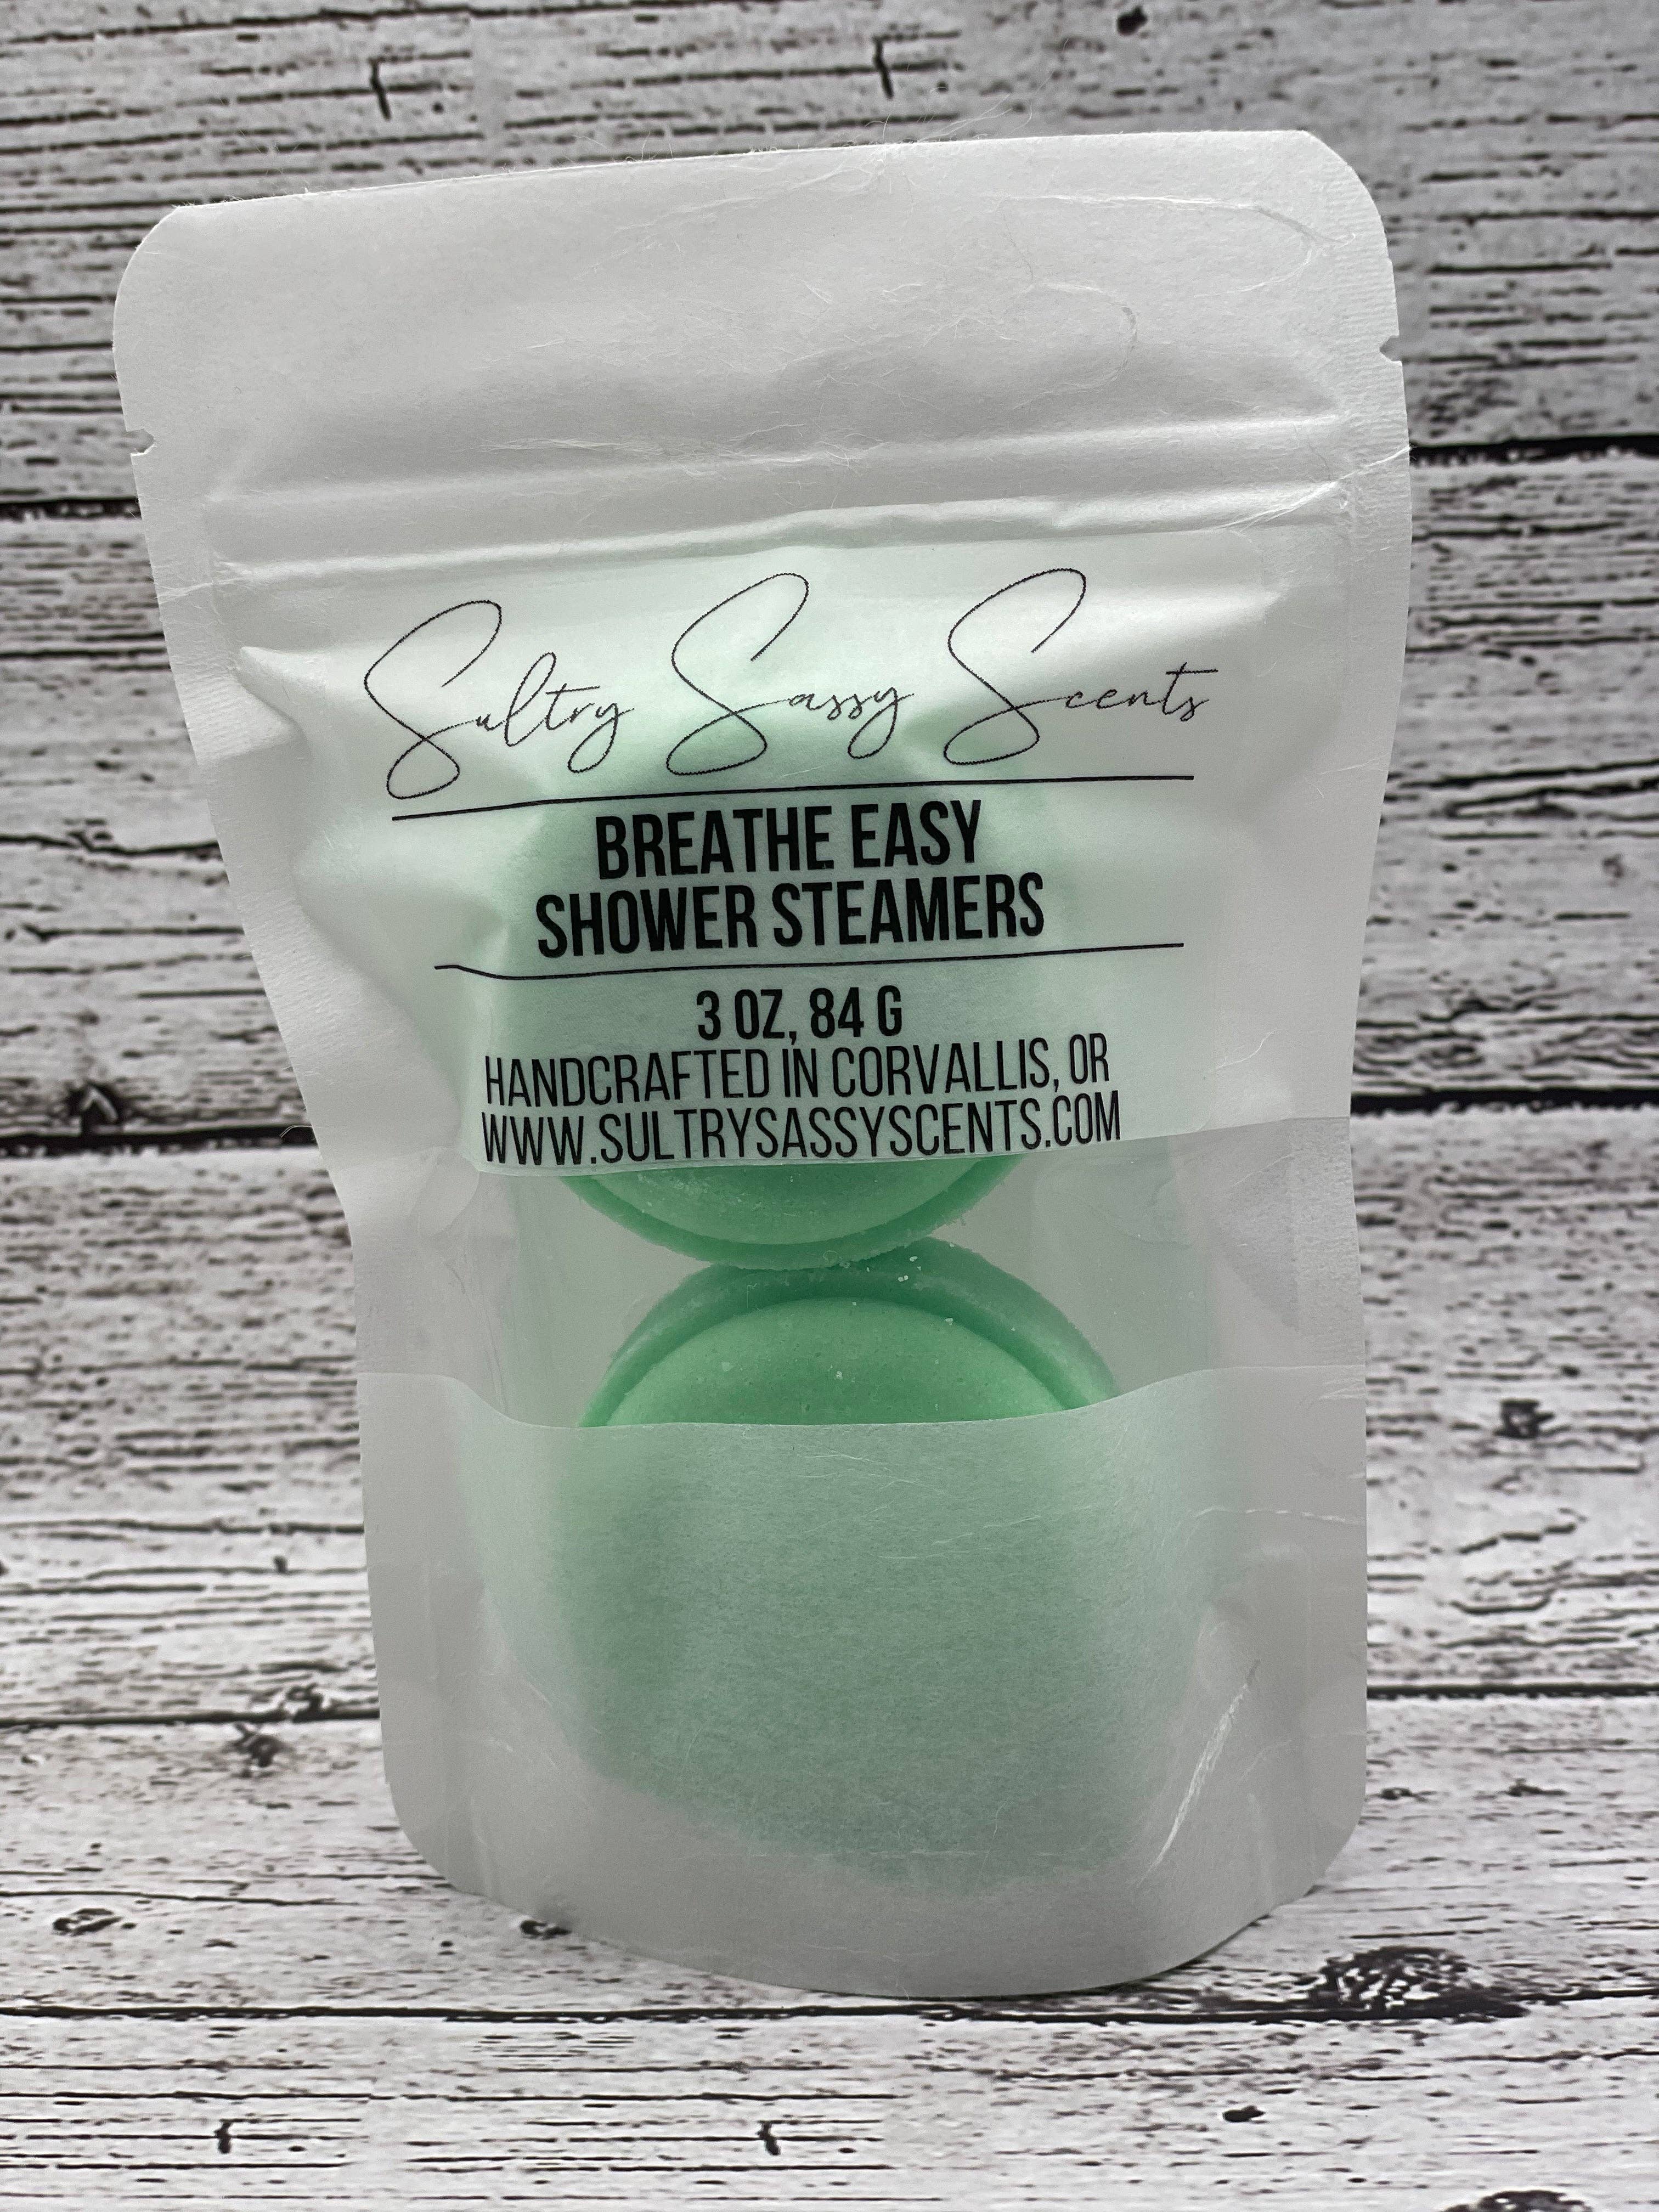 Sultry Sassy Scents
BREATHE EASY
SHOWER STEAMERS
3 OZ, 84 G
HANDCRAFTED IN CORVALLIS, OR
WWW.SULTRYSASSYSCENTS.COM